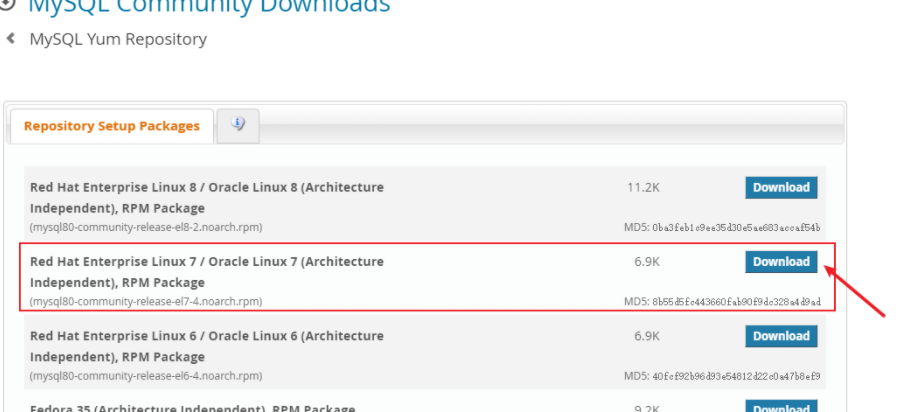 MySQL Community Downloads
MySQL Yum Repository
Repository Setup Packages
Red Hat Enterprise Linux 8 / Oracle Linux 8 (Architecture
Independent), RPM Package
11.2K
Download
(mysql80-community-release-el8-2.noarch.rpm)
MD5: 0ba3feb1c9ee35d30e5ae683accaf54b
Red Hat Enterprise Linux 7 / Oracle Linux 7 (Architecture
Independent), RPM Package
6.9K
Download
(mysql80-community-release-el7-4.noarch.rpm)
MD5: 8b55d5fc443660fab90f9dc328a4d9ad
Red Hat Enterprise Linux 6 / Oracle Linux 6 (Architecture
Independent), RPM Package
6.9K
Download
(mysql80-community-release-el6-4.noarch.rpm)
MD5: 40fcf92b96d93e54812d22c0a47b8ef9
Fedora 35 (Architecture Independent), RPM Package
9.2K
Download